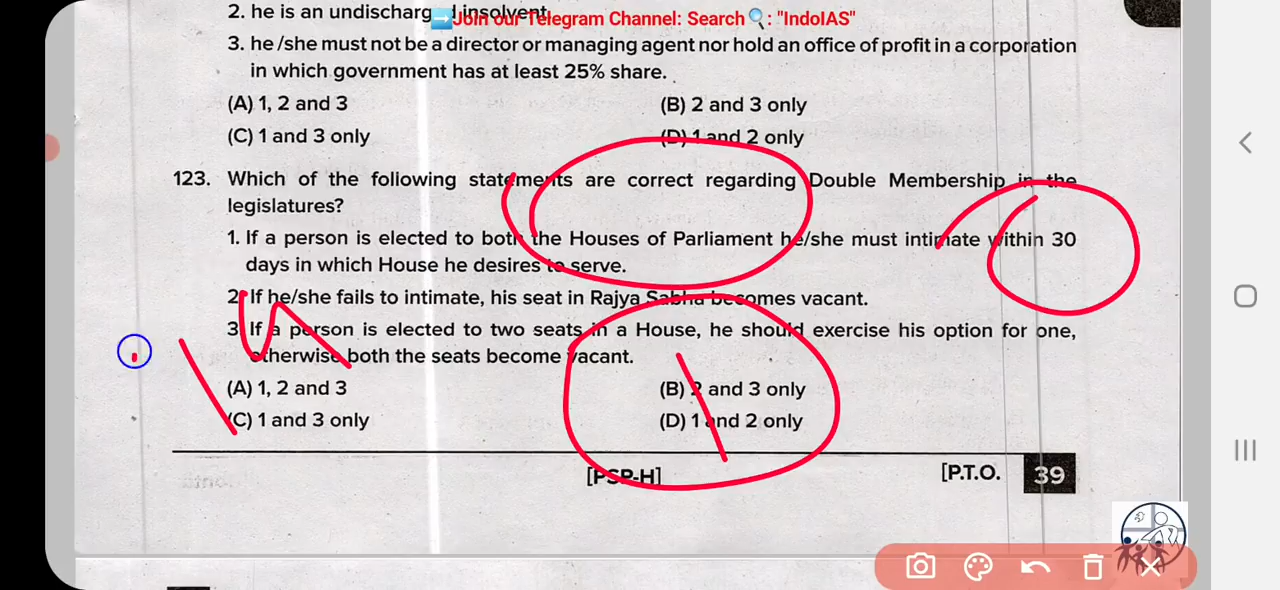 2. he is an undischarg insolvent
Join our Telegram Channel: Search : "IndoIAS"
3. he/she must not be a director or managing agent nor hold an office of profit in a corporation
in which government has at least 25% share.
(A) 1, 2 and 3
(B) 2 and 3 only
(C) 1 and 3 only
(D) 1 and 2 only
123. Which of the following statements are correct regarding Double Membership in the
legislatures?
1. If a person is elected to both the Houses of Parliament he/she must intimate within 30
days in which House he desires to serve.
2. If he/she fails to intimate, his seat in Rajya Sabha becomes vacant.
3. If a person is elected to two seats in a House, he should exercise his option for one,
otherwise both the seats become vacant.
(A) 1, 2 and 3
(B) 2 and 3 only
(C) 1 and 3 only
(D) 1 and 2 only
[PSP-H]
[P.T.O.
39